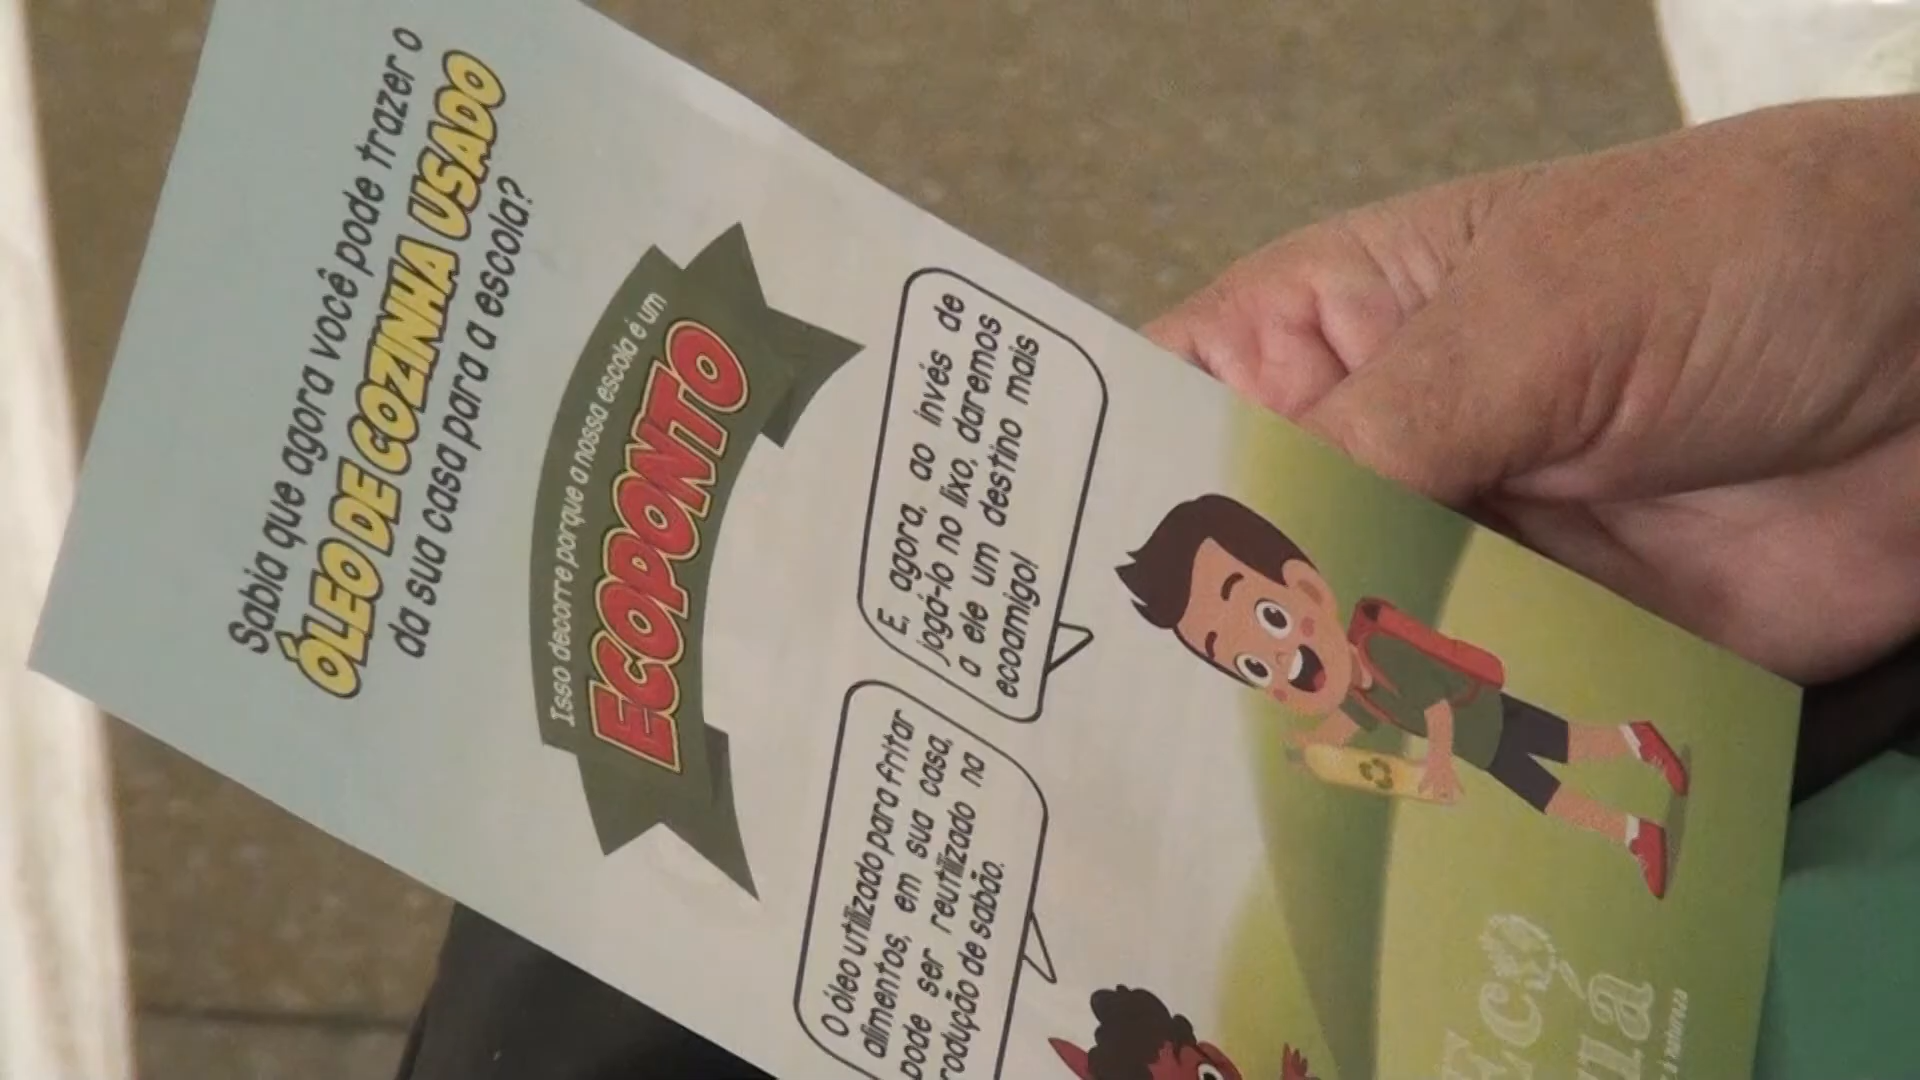 Sabia que agora você pode trazer o
ÓLEO DE COZINHA USADO
da sua casa para a escola?
Isso decorre porque a nossa escola é um
ECOPONTO
O óleo utilizado para fritar
alimentos, em sua casa,
pode ser reutilizado na
rodução de sabão.
E, agora, ao invés de
jogá-lo no lixo, daremos
a ele um destino mais
ecoamigo!